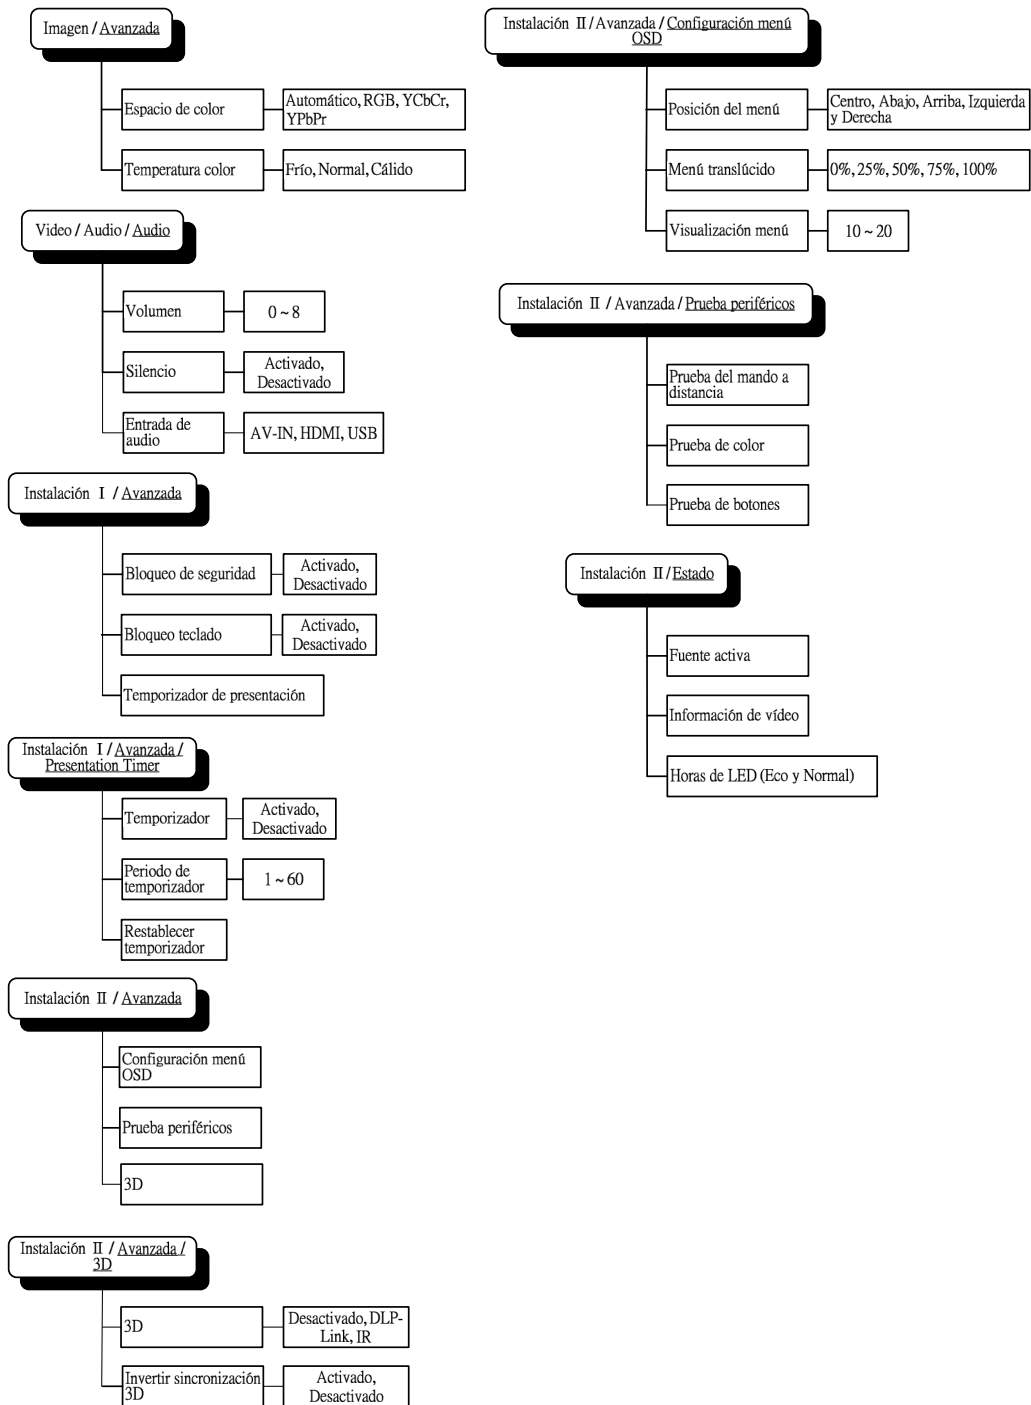 Imagen / Avanzada
Espacio de color
Automático, RGB, YCbCr,
YPbPr
Temperatura color
Frío, Normal, Cálido
Video / Audio / Audio
Volumen
0 ~ 8
Silencio
Activado,
Desactivado
Entrada de
audio
AV-IN, HDMI, USB
Instalación I / Avanzada
Bloqueo de seguridad
Activado,
Desactivado
Bloqueo teclado
Activado,
Desactivado
Temporizador de presentación
Instalación I / Avanzada /
Presentation Timer
Temporizador
Activado,
Desactivado
Periodo de
temporizador
1 ~ 60
Restablecer
temporizador
Instalación II / Avanzada
Configuración menú
OSD
Prueba periféricos
3D
Instalación II / Avanzada /
3D
3D
Desactivado, DLP-
Link, IR
Invertir sincronización
3D
Activado,
Desactivado
Instalación II / Avanzada / Configuración menú
OSD
Posición del menú
Centro, Abajo, Arriba, Izquierda
y Derecha
Menú translúcido
0%, 25%, 50%, 75%, 100%
Visualización menú
10 ~ 20
Instalación II / Avanzada / Prueba periféricos
Prueba del mando a
distancia
Prueba de color
Prueba de botones
Instalación II / Estado
Fuente activa
Información de vídeo
Horas de LED (Eco y Normal)